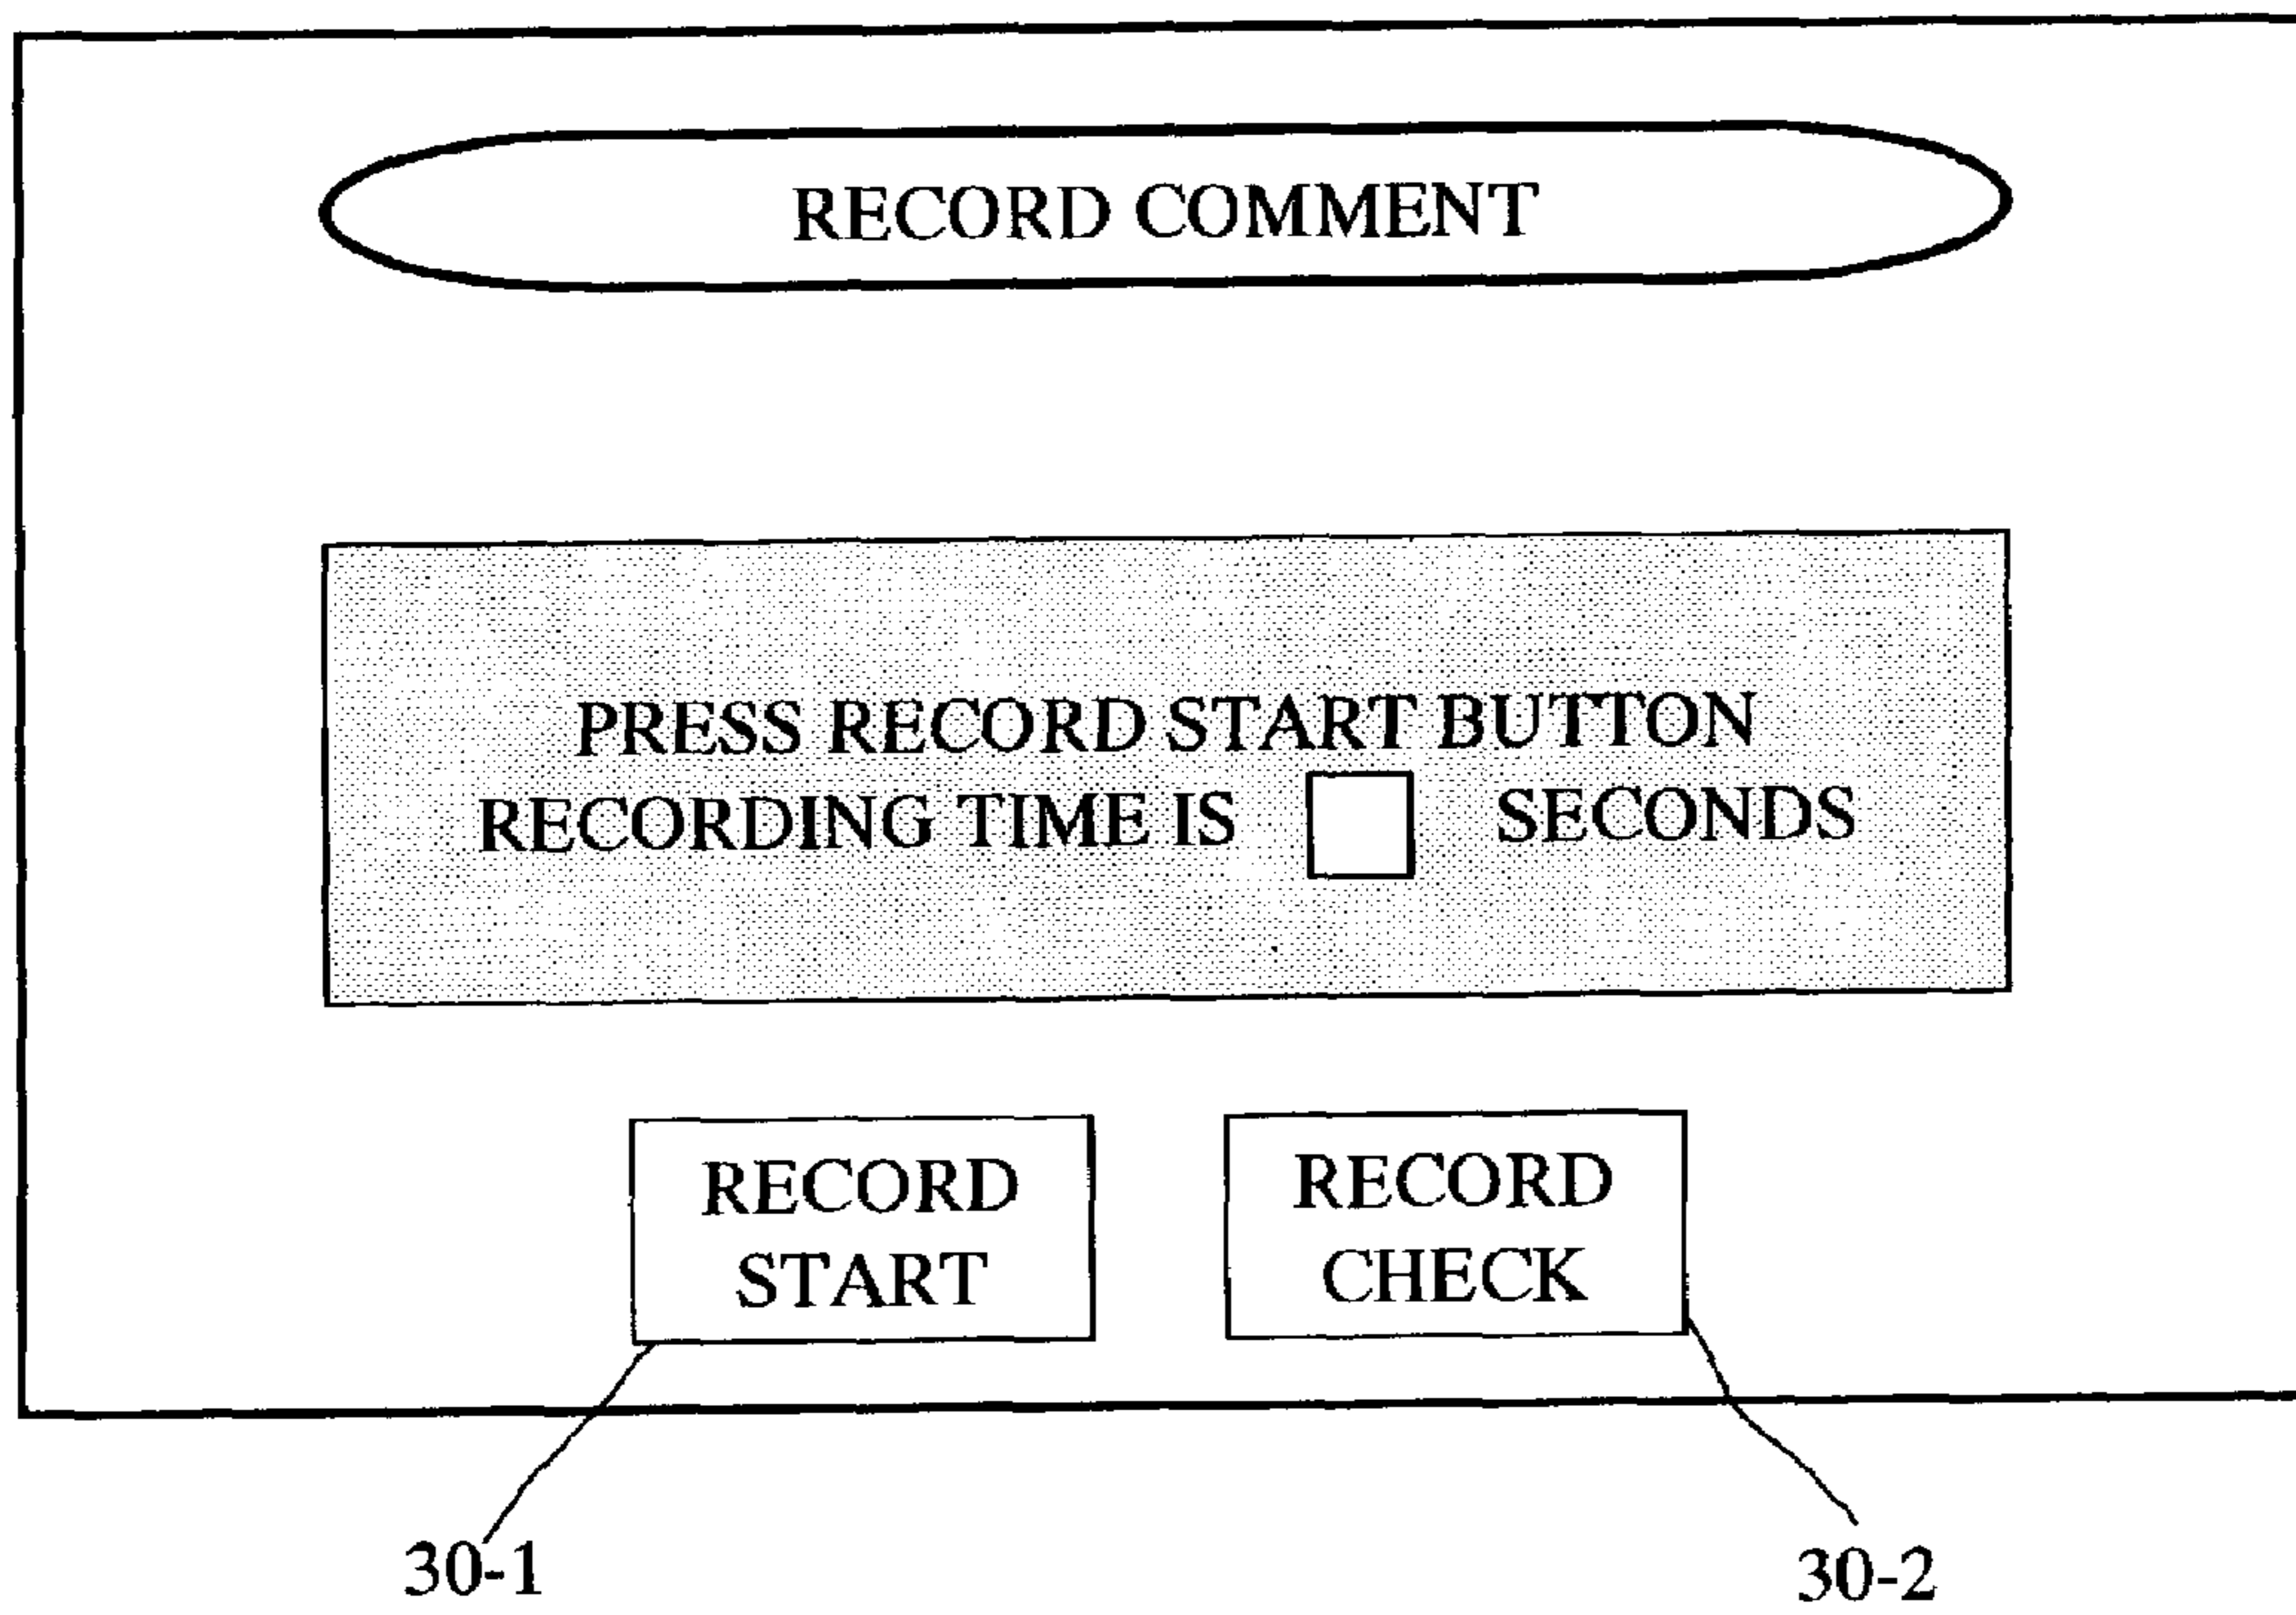 RECORD COMMENT
PRESS RECORD START BUTTON
RECORDING TIME IS SECONDS
RECORD
START
RECORD
CHECK
30-1
30-2